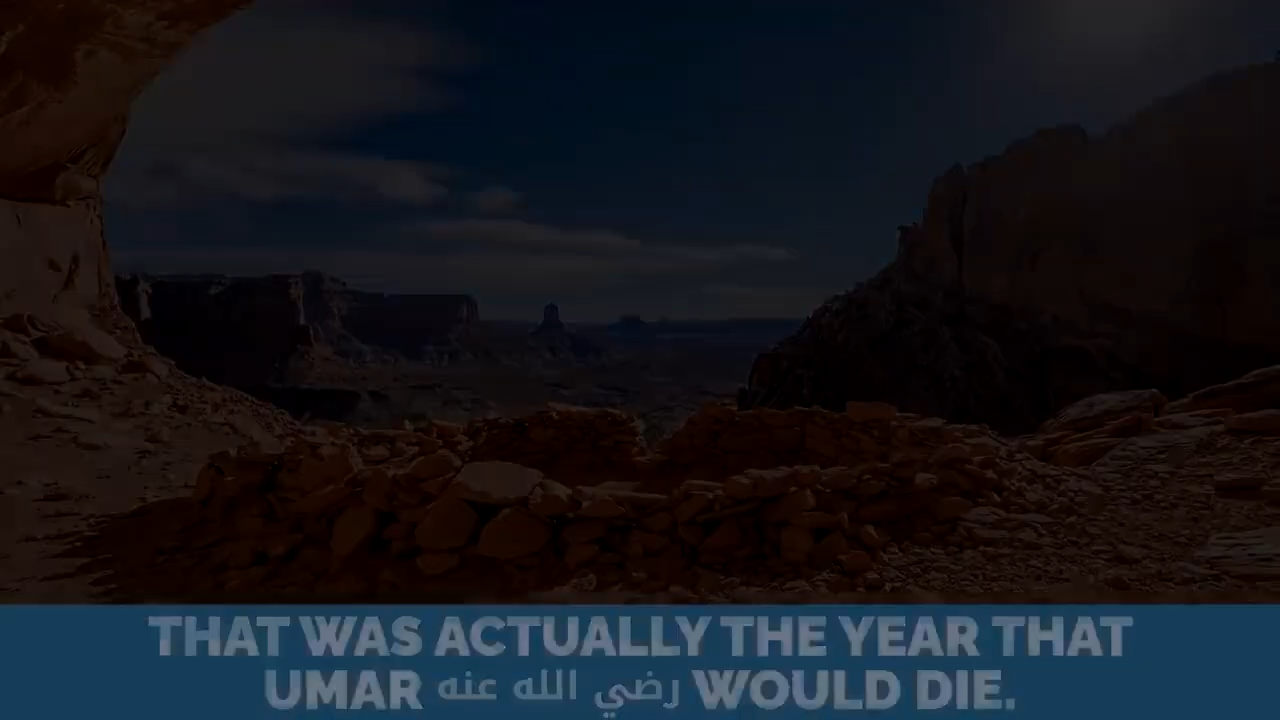 THAT WAS ACTUALLY THE YEAR THAT
UMAR رضي الله عنه WOULD DIE.